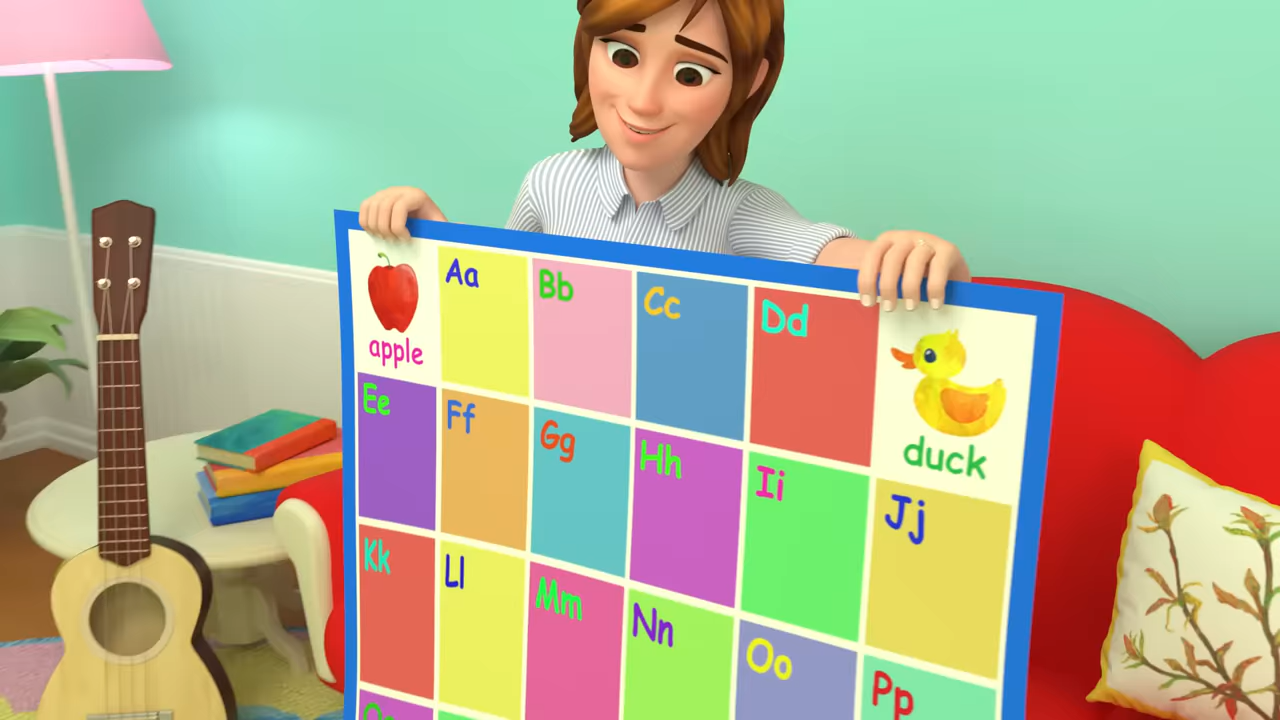 Aa Bb Cc Dd
apple duck
Ee Ff Gg Hh Ii Jj
Kk Ll Mm Nn Oo Pp